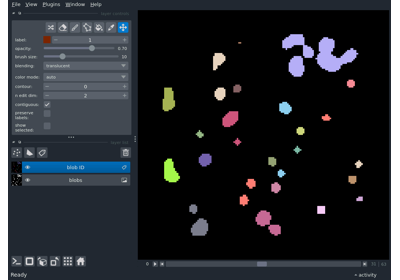 File View Plugins Window Help
label: 1
opacity: 0.70
brush size: 10
blending: translucent
color mode: auto
contour: 0
n edit dim: 2
contiguous:
preserve labels:
show selected:
blob ID
blobs
0
Ready
activity